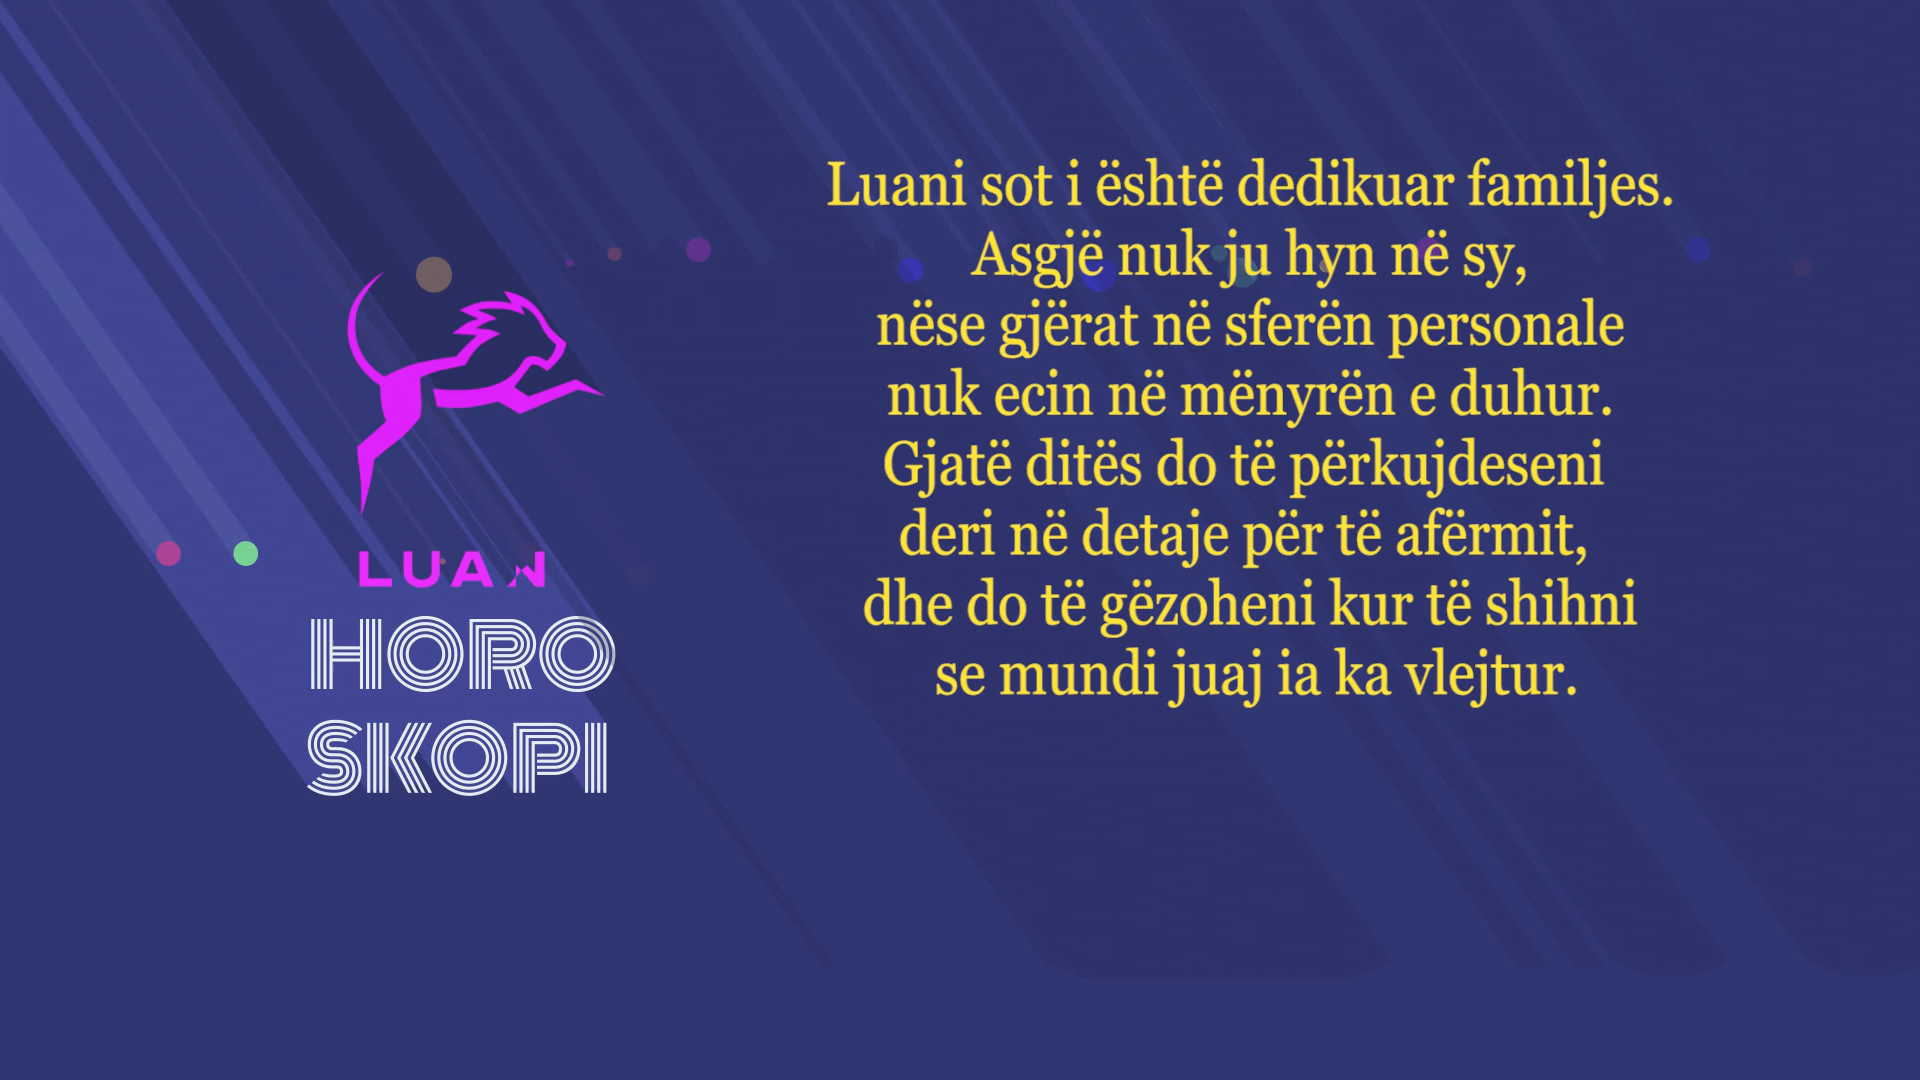 LUAN
HORO
SKOPI
Luani sot i është dedikuar familjes.
Asgjë nuk ju hyn në sy,
nëse gjërat në sferën personale
nuk ecin në mënyrën e duhur.
Gjatë ditës do të përkujdeseni
deri në detaje për të afërmit,
dhe do të gëzoheni kur të shihni
se mundi juaj ia ka vlejtur.